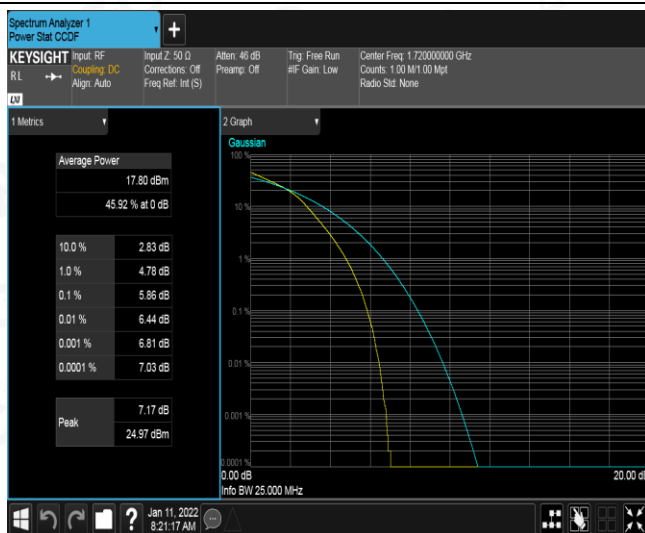 Spectrum Analyzer 1
Power Stat CCDF
KEYSIGHT
RL
LXI
Input: RF
Coupling: DC
Align: Auto
Input Z: 50 Ω
Corrections: Off
Freq Ref: Int (S)
Atten: 46 dB
Preamp: Off
Trig: Free Run
#IF Gain: Low
Center Freq: 1.720000000 GHz
Counts: 1.00 M/1.00 Mpt
Radio Std: None
1 Metrics
Average Power
17.80 dBm
45.92 % at 0 dB
10.0 % 2.83 dB
1.0 % 4.78 dB
0.1 % 5.86 dB
0.01 % 6.44 dB
0.001 % 6.81 dB
0.0001 % 7.03 dB
Peak
7.17 dB
24.97 dBm
2 Graph
Gaussian
100 %
10 %
1 %
0.1 %
0.01 %
0.001 %
0.0001 %
0.00 dB 20.00 d
Info BW 25.000 MHz
?
Jan 11, 2022
8:21:17 AM